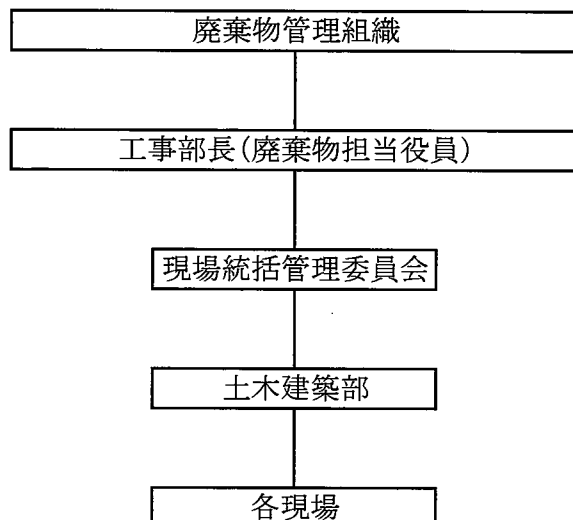 廃棄物管理組織
工事部長(廃棄物担当役員)
現場統括管理委員会
土木建築部
各現場